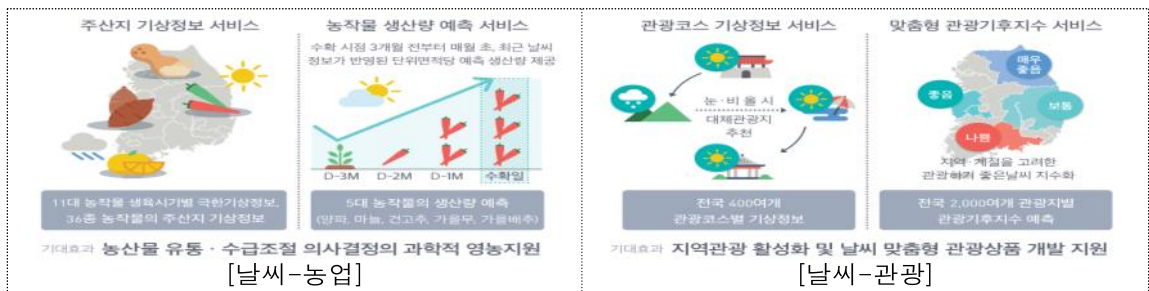 주산지 기상정보 서비스
농작물 생산량 예측 서비스
수확 시점 3개월 전부터 매월 초, 최근 날씨
정보가 반영된 단위면적당 예측 생산량 제공
D-3M D-2M D-1M 수확일
11대 농작물 생육시기별 극한기상정보,
36종 농작물의 주산지 기상정보
5대 농작물의 생산량 예측
(양파, 마늘, 건고추, 가을무, 가을배추)
기대효과 농산물 유통·수급조절 의사결정의 과학적 영농지원
[날씨-농업]
관광코스 기상정보 서비스
맞춤형 관광기후지수 서비스
눈·비 올 시
대체관광지
추천
매우
좋음
좋음
보통
나쁨
지역·계절을 고려한
관광하기 좋은날씨 지수화
전국 400여개
관광코스별 기상정보
전국 2,000여개 관광지별
관광기후지수 예측
기대효과 지역관광 활성화 및 날씨 맞춤형 관광상품 개발 지원
[날씨-관광]